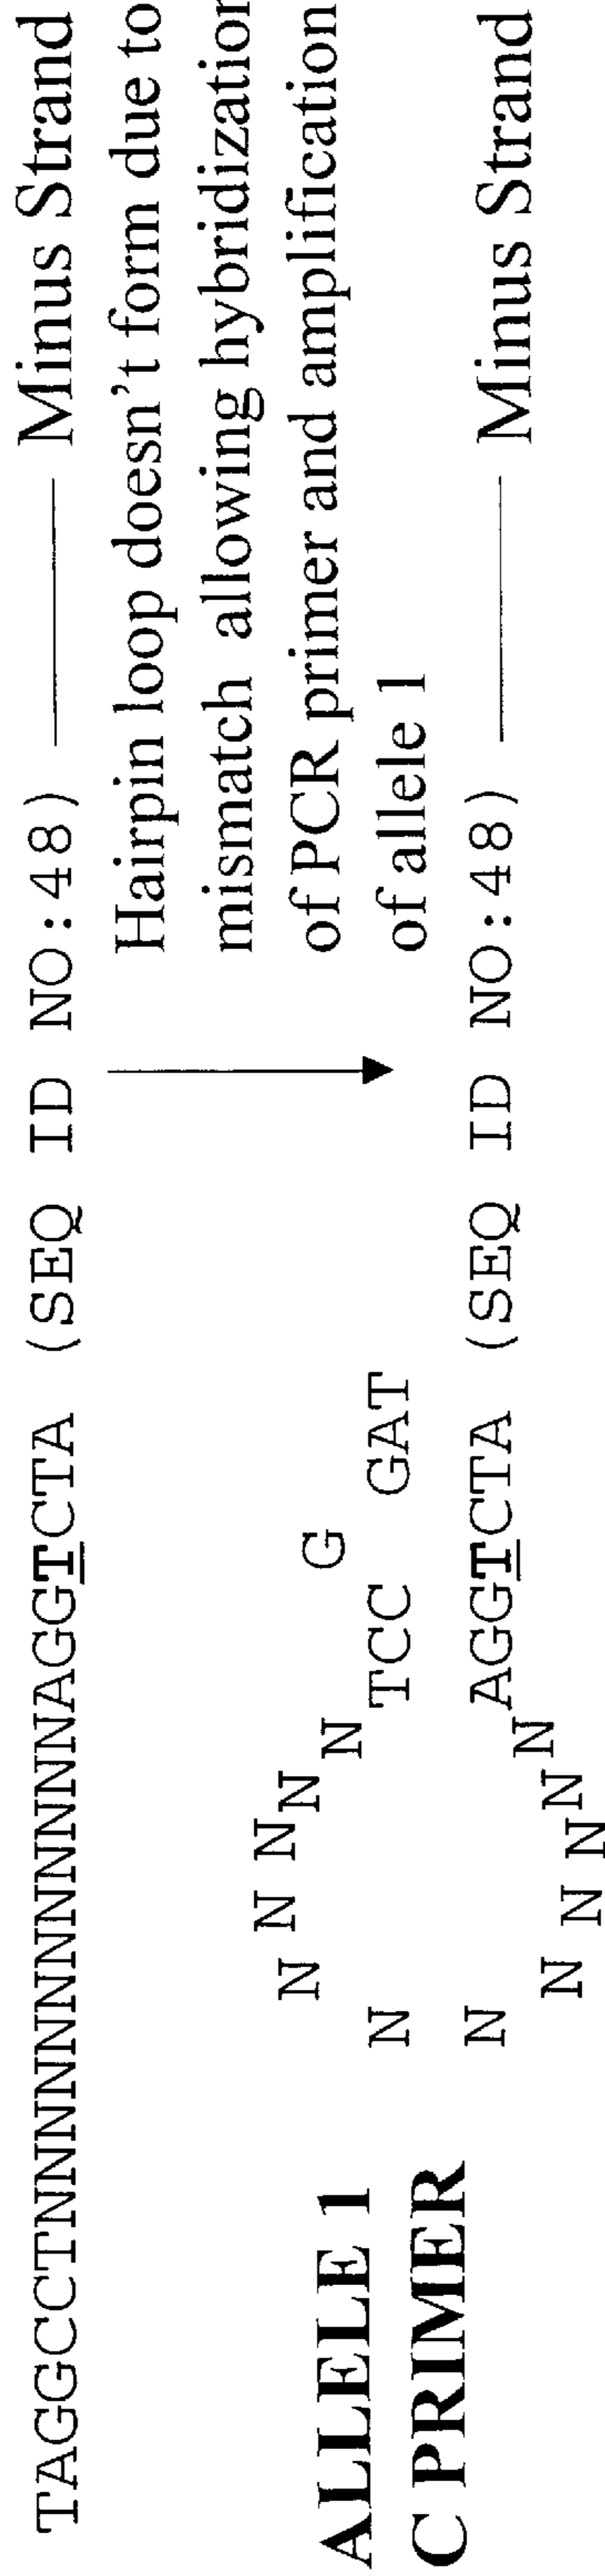 TAGGCCTNNNNNNNNNNNNAGGTCTA (SEQ ID NO:48) Minus Strand
Hairpin loop doesn't form due to
mismatch allowing hybridization
of PCR primer and amplification
of allele 1
ALLELE 1
C PRIMER
N N N N N N TCC G GAT
N N N N N N AGGTCTA (SEQ ID NO:48) Minus Strand